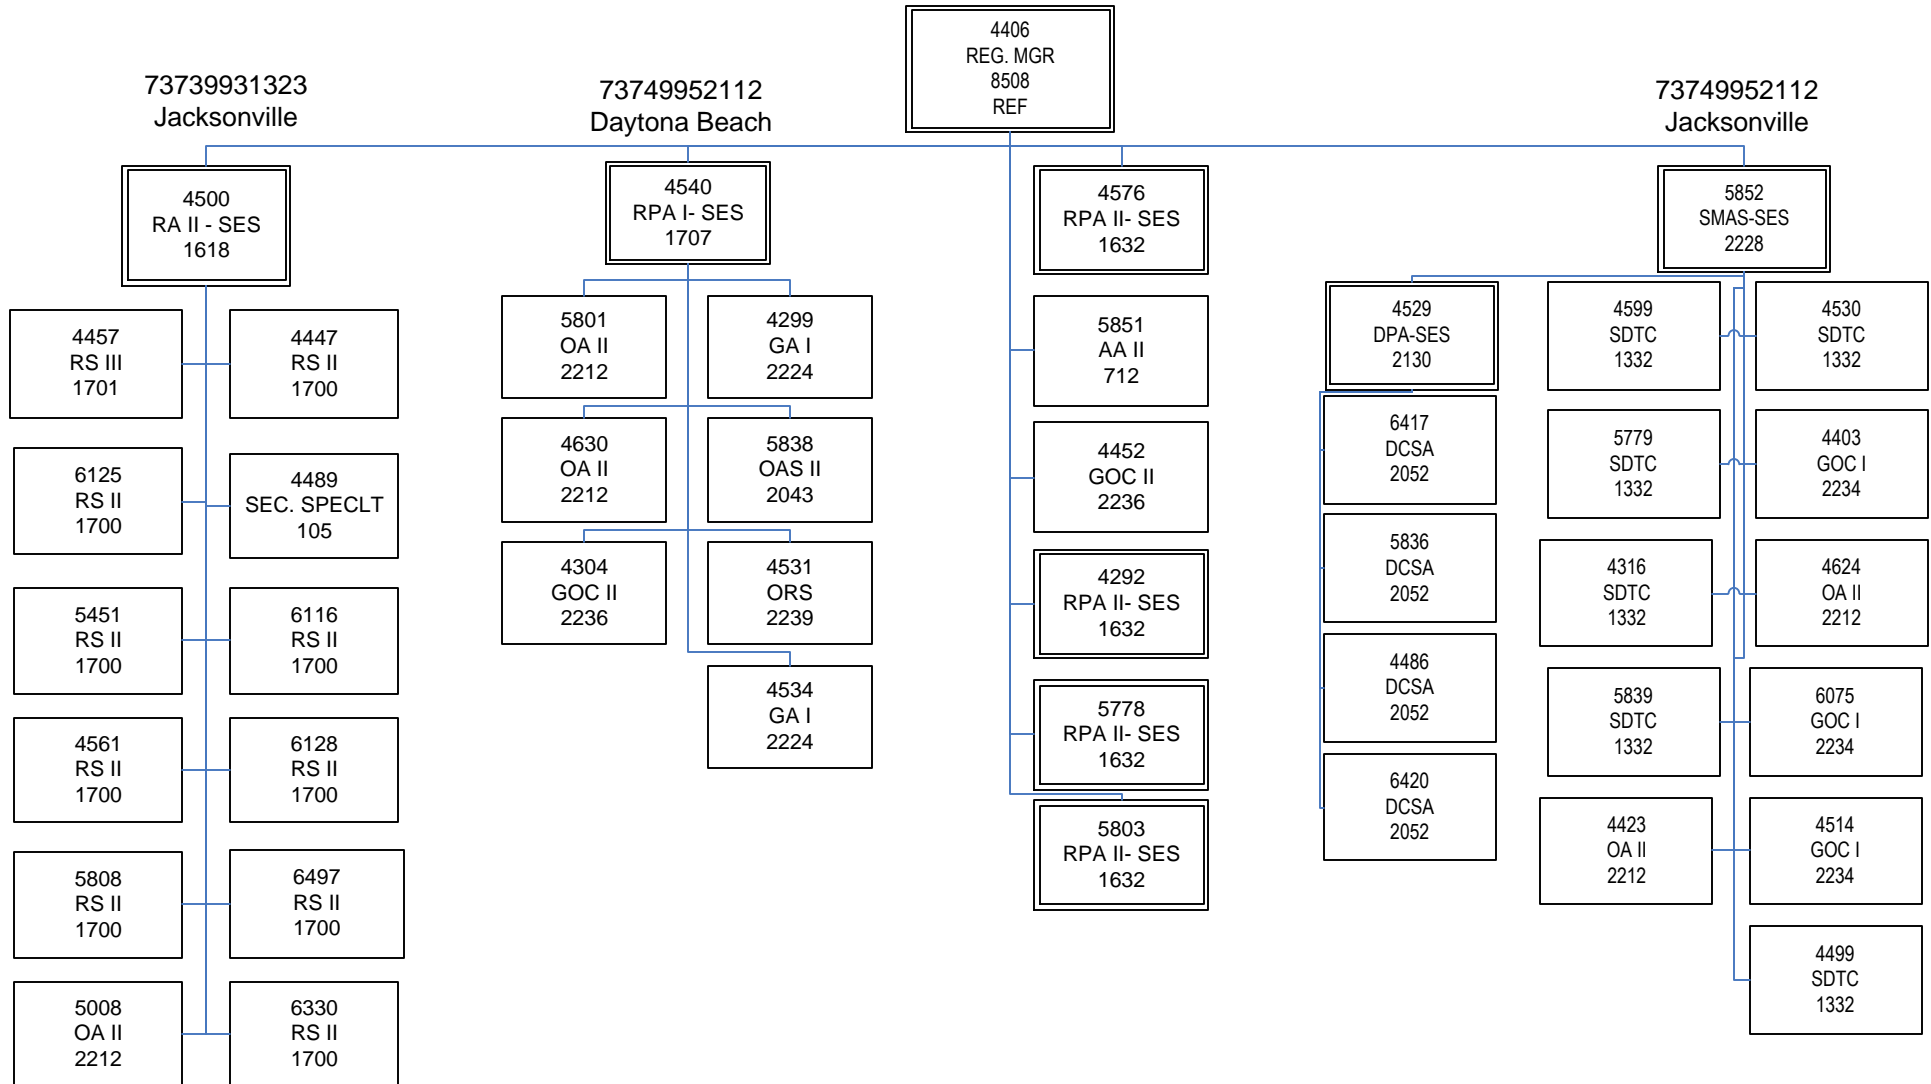 4406
REG. MGR
8508
REF
73739931323
Jacksonville
73749952112
Daytona Beach
73749952112
Jacksonville
4500
RA II - SES
1618
4540
RPA I- SES
1707
4576
RPA II- SES
1632
5852
SMAS-SES
2228
4457
RS III
1701
4447
RS II
1700
6125
RS II
1700
4489
SEC. SPECLT
105
5451
RS II
1700
6116
RS II
1700
4561
RS II
1700
6128
RS II
1700
5808
RS II
1700
6497
RS II
1700
5008
OA II
2212
6330
RS II
1700
5801
OA II
2212
4299
GA I
2224
4630
OA II
2212
5838
OAS II
2043
4304
GOC II
2236
4531
ORS
2239
4534
GA I
2224
5851
AA II
712
4452
GOC II
2236
4292
RPA II- SES
1632
5778
RPA II- SES
1632
5803
RPA II- SES
1632
4529
DPA-SES
2130
6417
DCSA
2052
5836
DCSA
2052
4486
DCSA
2052
6420
DCSA
2052
4599
SDTC
1332
4530
SDTC
1332
5779
SDTC
1332
4403
GOC I
2234
4316
SDTC
1332
4624
OA II
2212
5839
SDTC
1332
6075
GOC I
2234
4423
OA II
2212
4514
GOC I
2234
4499
SDTC
1332